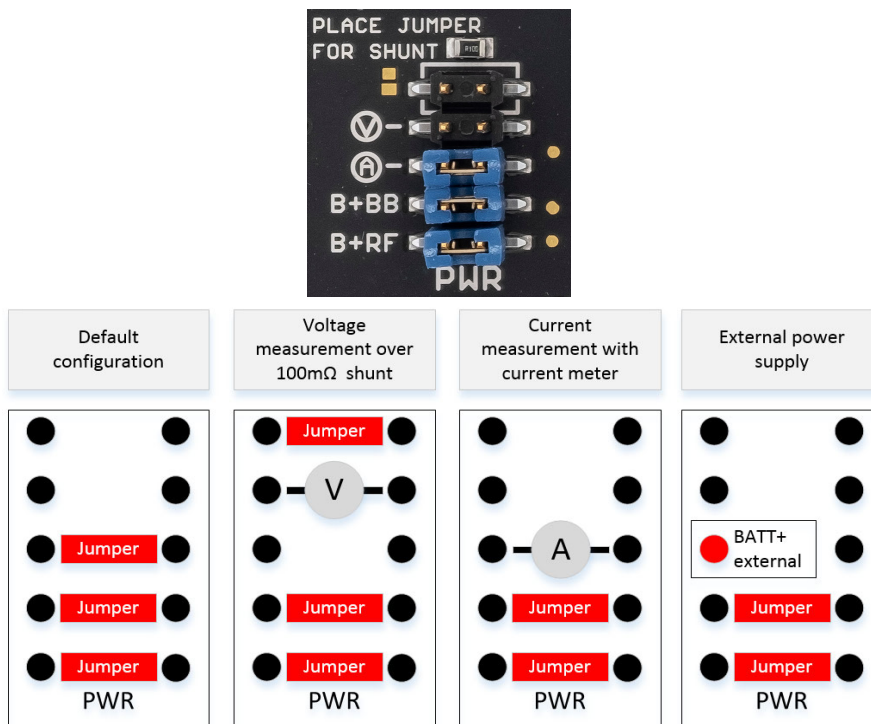 PLACE JUMPER
FOR SHUNT
R100
V
A
B+BB
B+RF
PWR
Default
configuration
Voltage
measurement over
100mΩ shunt
Current
measurement with
current meter
External power
supply
Jumper
Jumper
Jumper
PWR
Jumper
V
Jumper
Jumper
PWR
A
Jumper
Jumper
PWR
BATT+
external
Jumper
Jumper
PWR